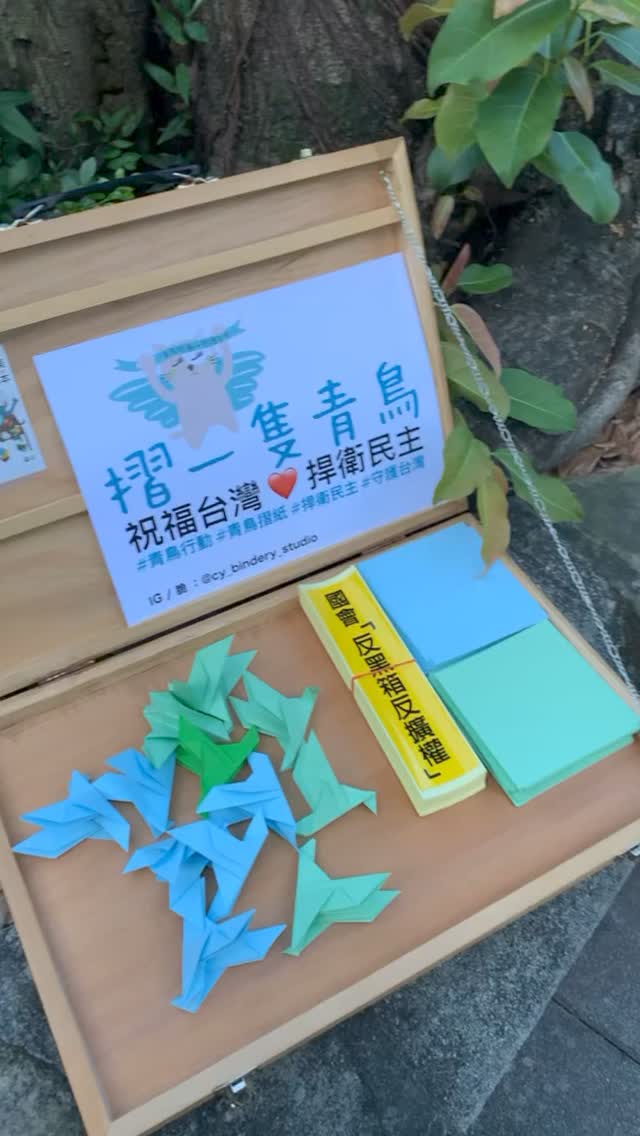 摺一隻青鳥
祝福台灣❤️捍衛民主
#青鳥行動 #青鳥摺紙 #捍衛民主 #守護台灣
IG / 脆：@cy_bindery_studio
國會「反黑箱反擴權」
本